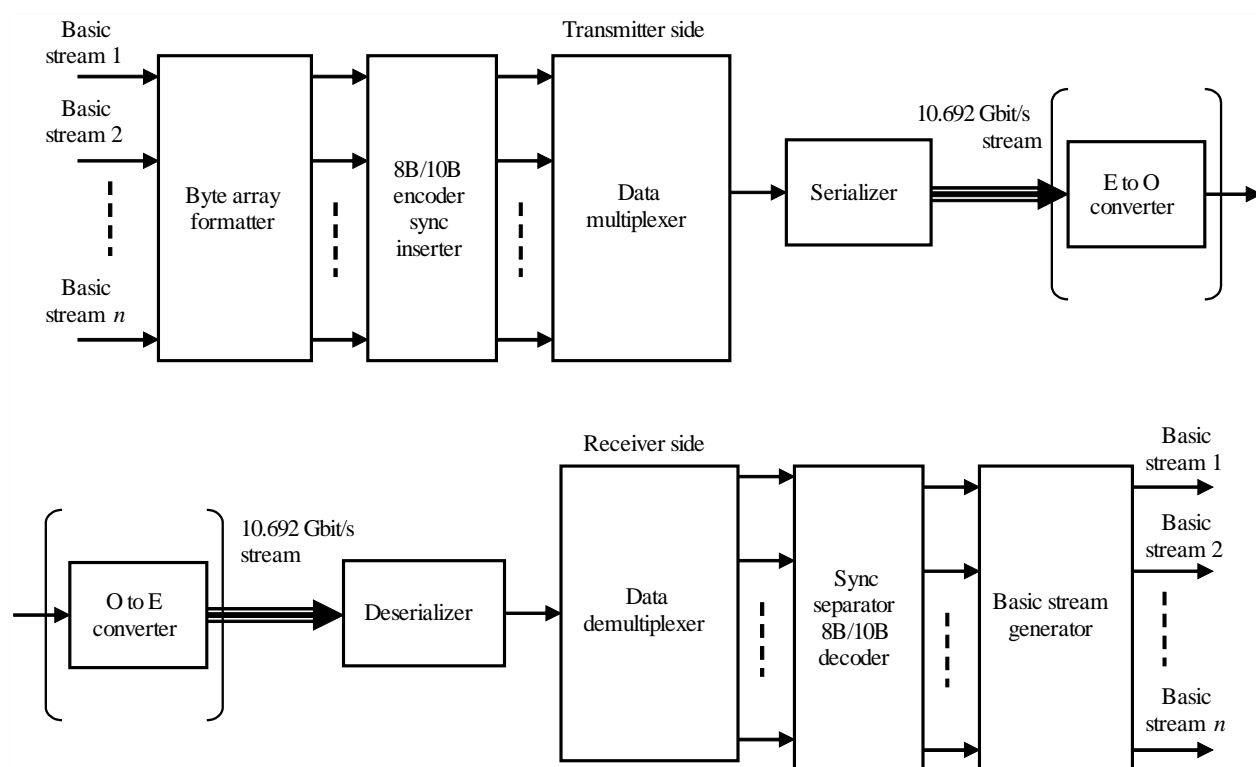 Basic
stream 1
Transmitter side
Basic
stream 2
10.692 Gbit/s
stream
Byte array
formatter
8B/10B
encoder
sync
inserter
Data
multiplexer
Serializer
E to O
converter
Basic
stream n
Receiver side
Basic
stream 1
10.692 Gbit/s
stream
Basic
stream 2
O to E
converter
Deserializer
Data
demultiplexer
Sync
separator
8B/10B
decoder
Basic stream
generator
Basic
stream n